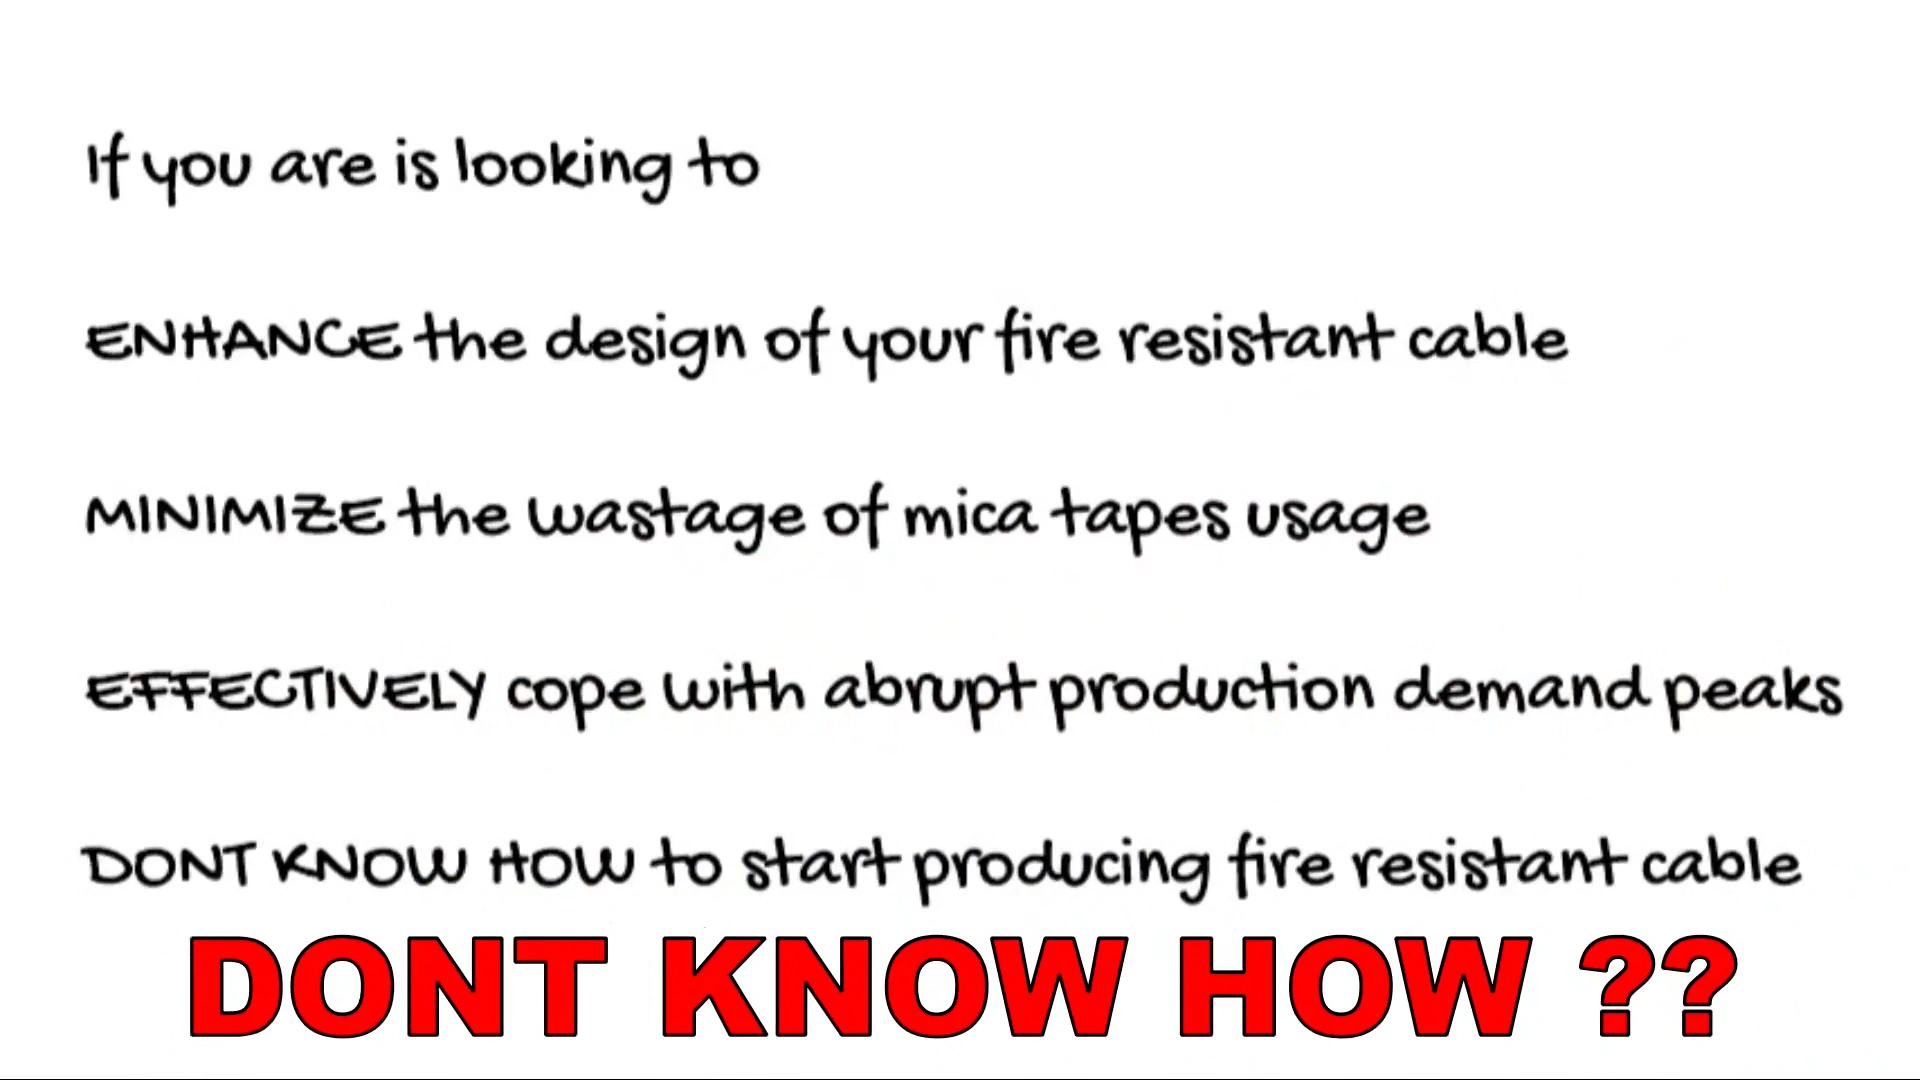 If you are is looking to
ENHANCE the design of your fire resistant cable
MINIMIZE the wastage of mica tapes usage
EFFECTIVELY cope with abrupt production demand peaks
DONT KNOW HOW to start producing fire resistant cable
DONT KNOW HOW ??